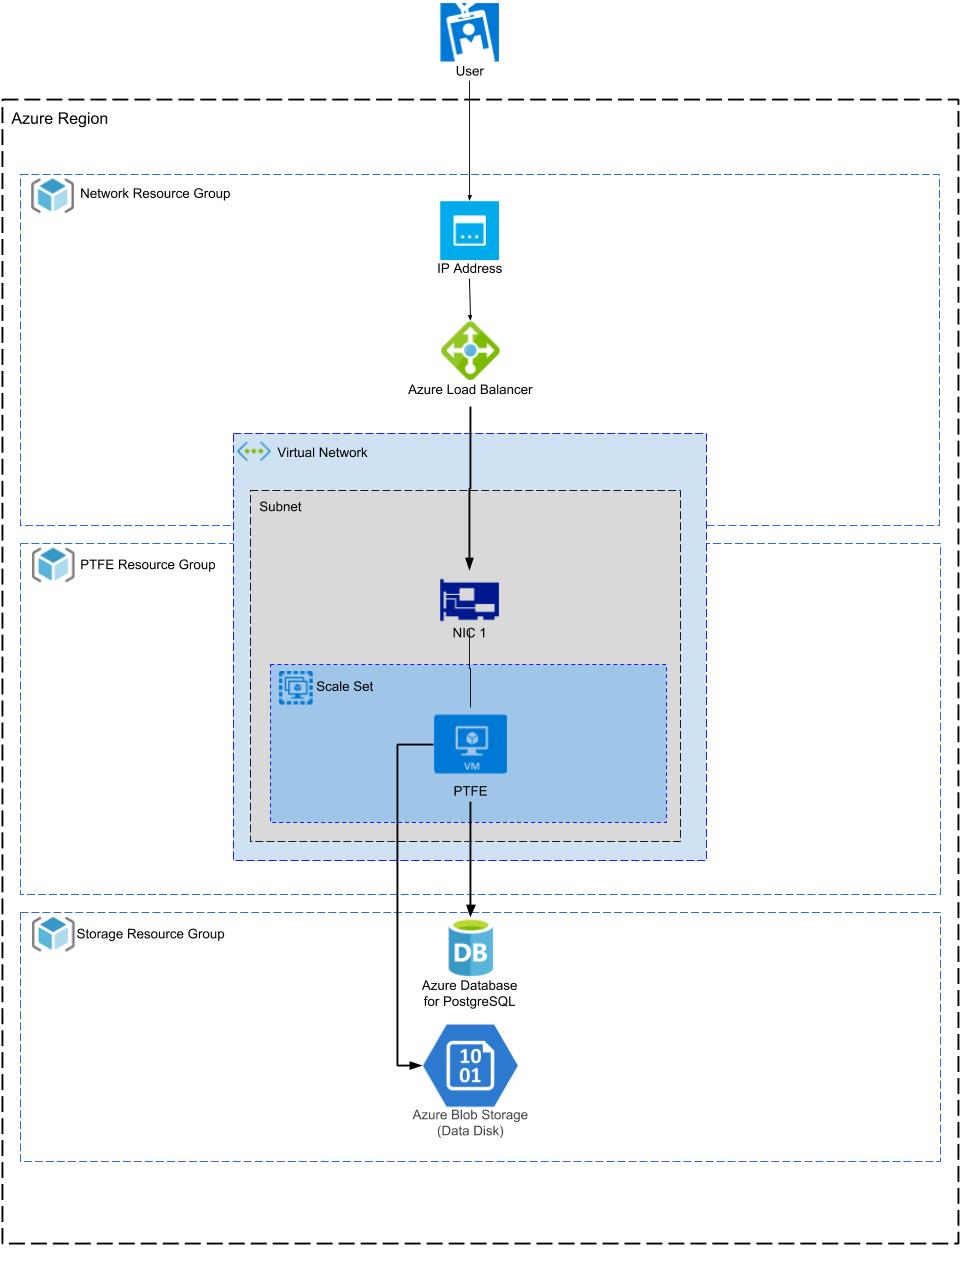 User
Azure Region
Network Resource Group
IP Address
Azure Load Balancer
Virtual Network
Subnet
PTFE Resource Group
NIC 1
Scale Set
VM
PTFE
Storage Resource Group
DB
Azure Database
for PostgreSQL
10
01
Azure Blob Storage
(Data Disk)